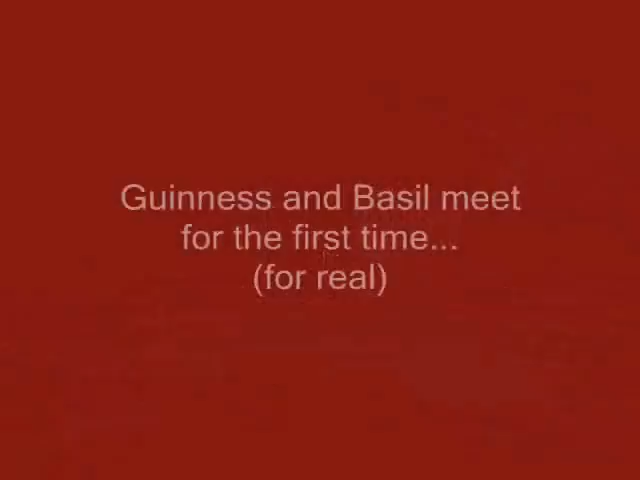 Guinness and Basil meet
for the first time...
(for real)